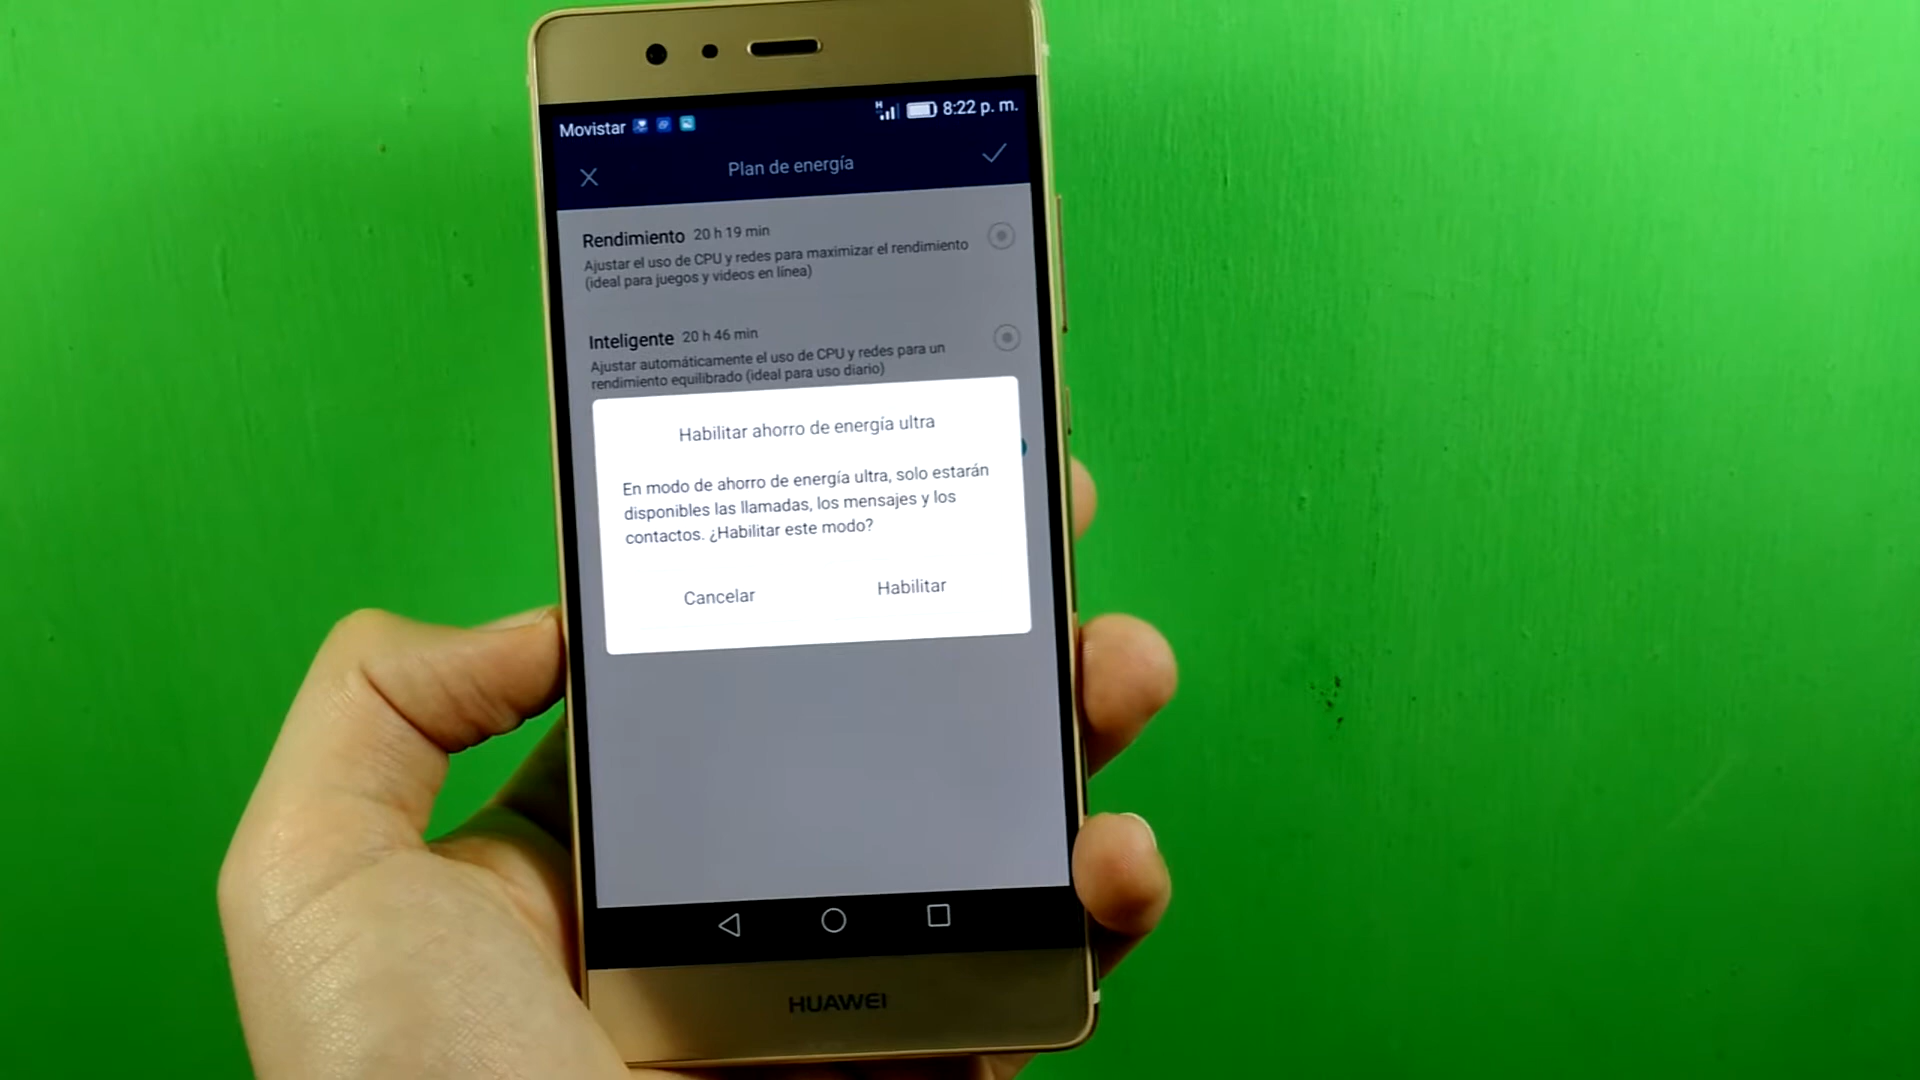 Movistar H 8:22 p. m.
Plan de energía
Rendimiento 20 h 19 min
Ajustar el uso de CPU y redes para maximizar el rendimiento
(ideal para juegos y videos en línea)
Inteligente 20 h 46 min
Ajustar automáticamente el uso de CPU y redes para un
rendimiento equilibrado (ideal para uso diario)
Habilitar ahorro de energía ultra
En modo de ahorro de energía ultra, solo estarán
disponibles las llamadas, los mensajes y los
contactos. ¿Habilitar este modo?
Cancelar Habilitar
HUAWEI